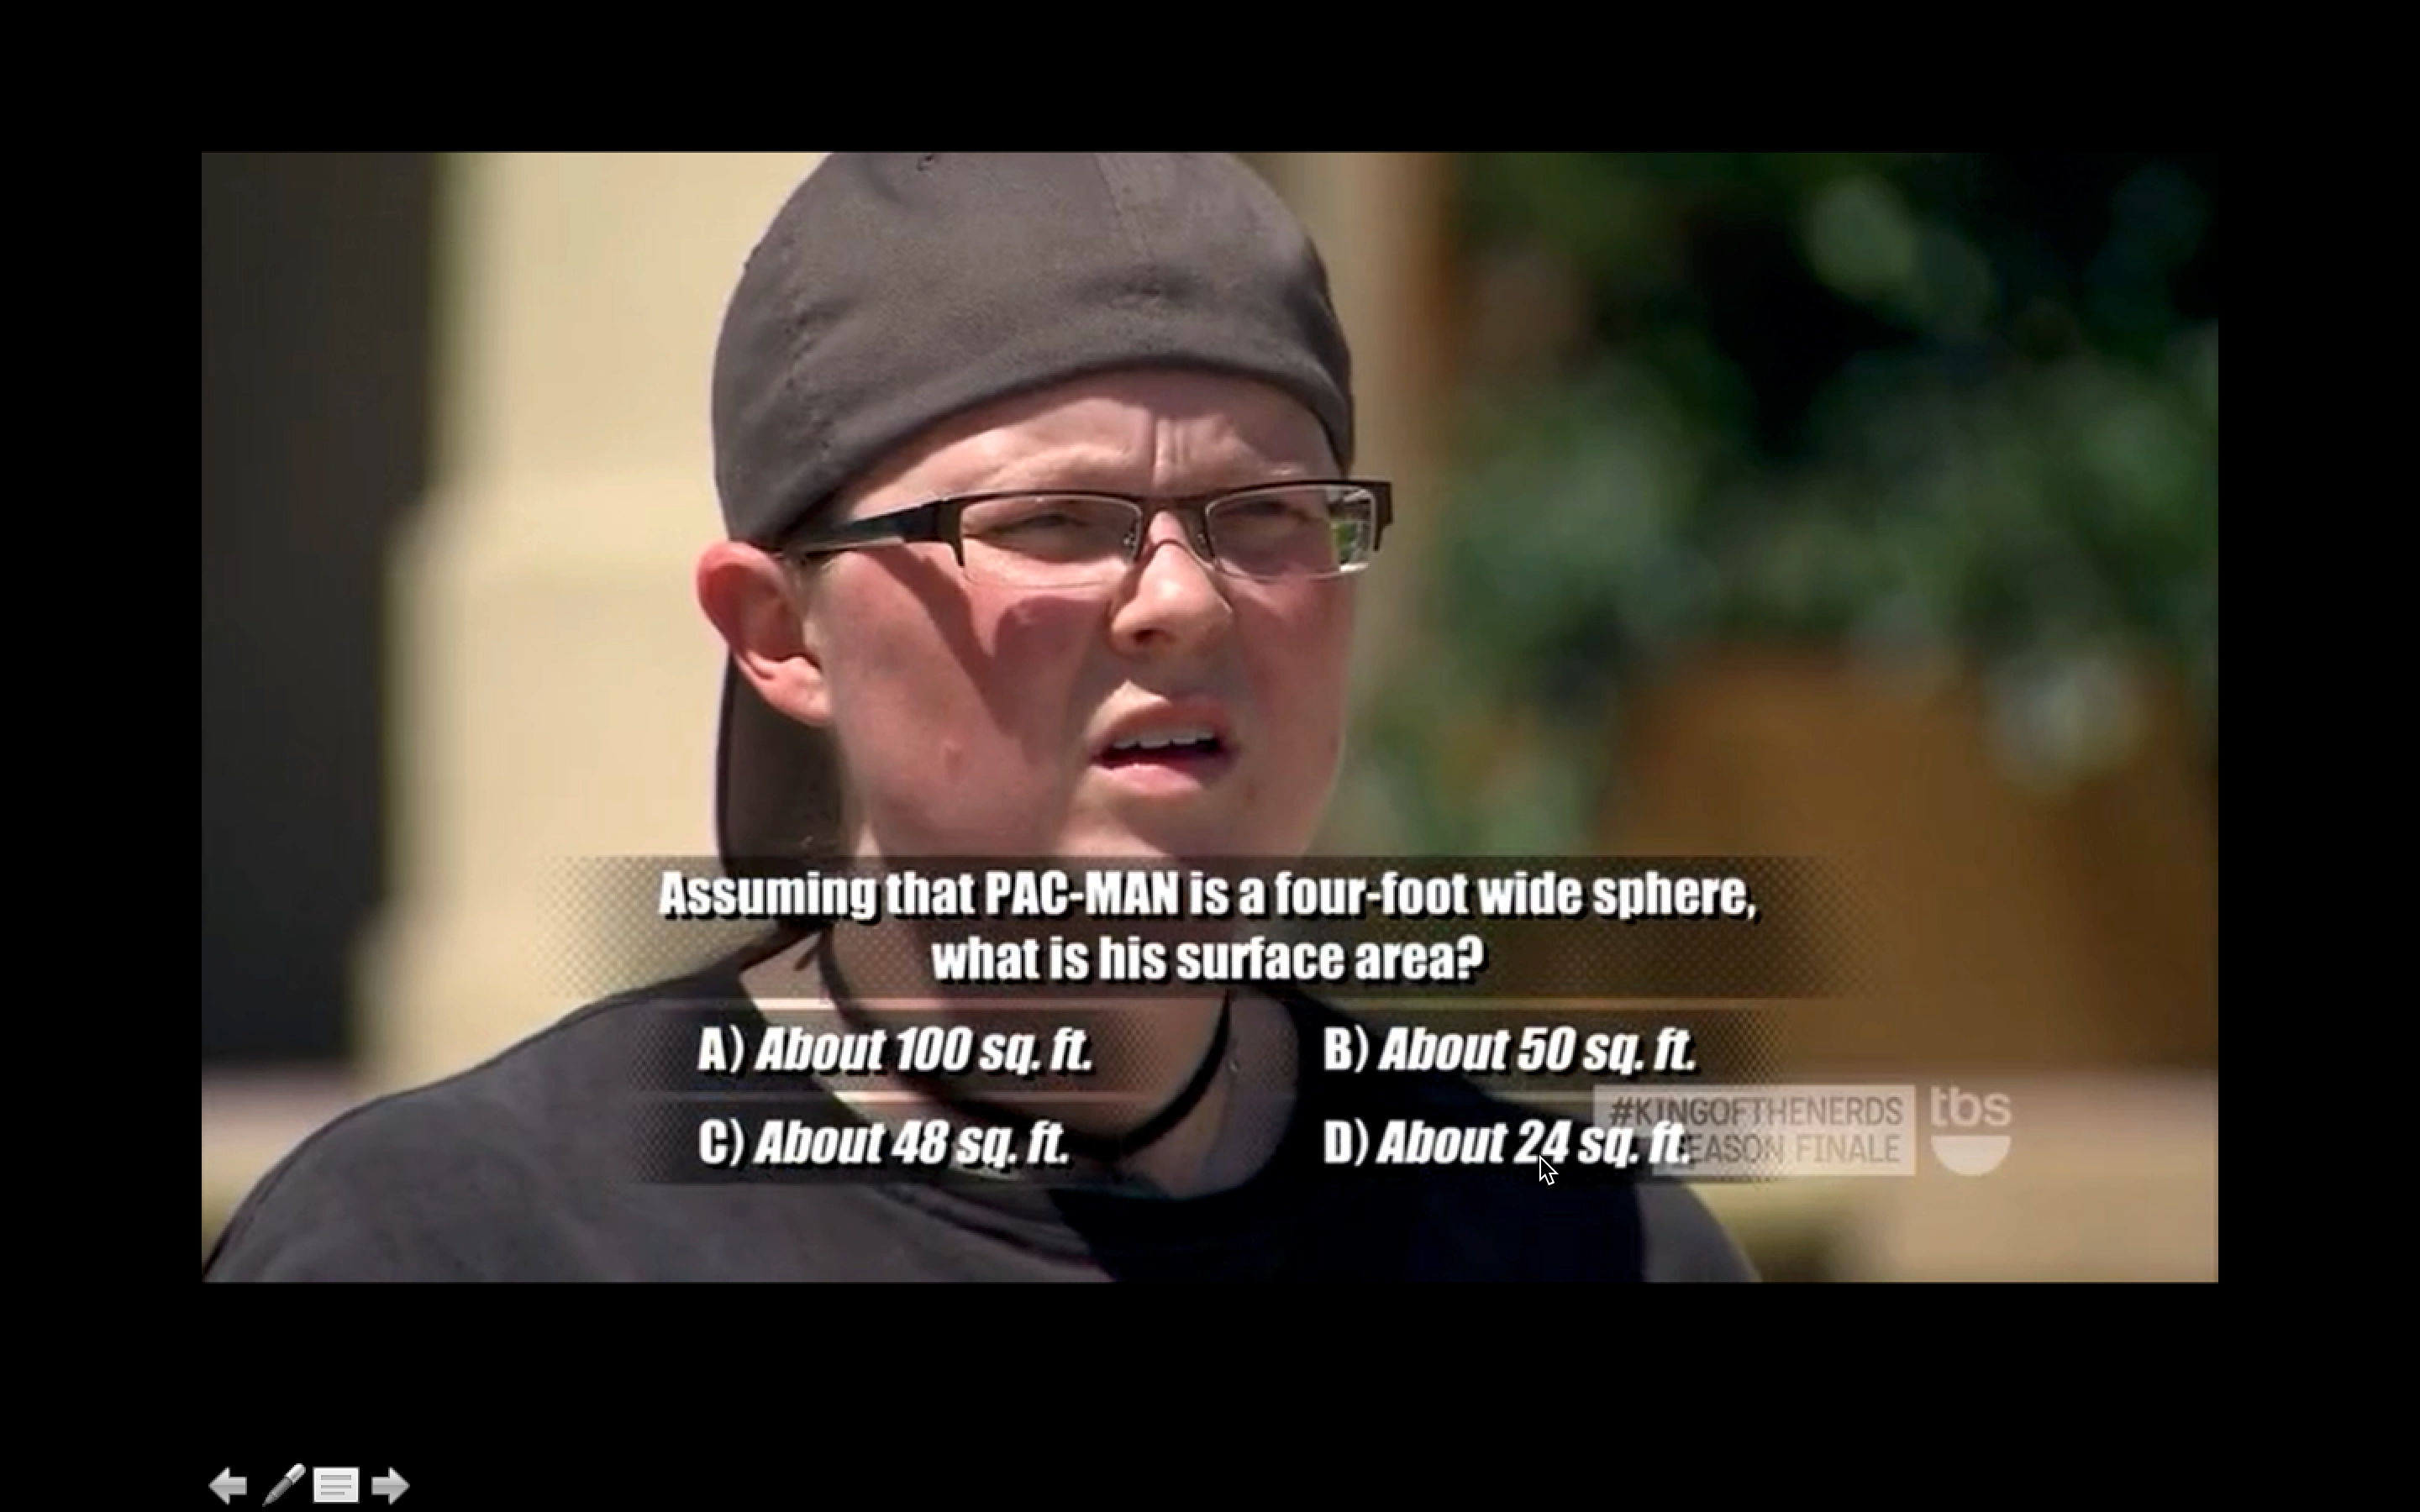 Assuming that PAC-MAN is a four-foot wide sphere,
what is his surface area?
A) About 100 sq. ft.
B) About 50 sq. ft.
C) About 48 sq. ft.
D) About 24 sq. ft.
#KINGOFTHENERDS
EASON FINALE
tbs